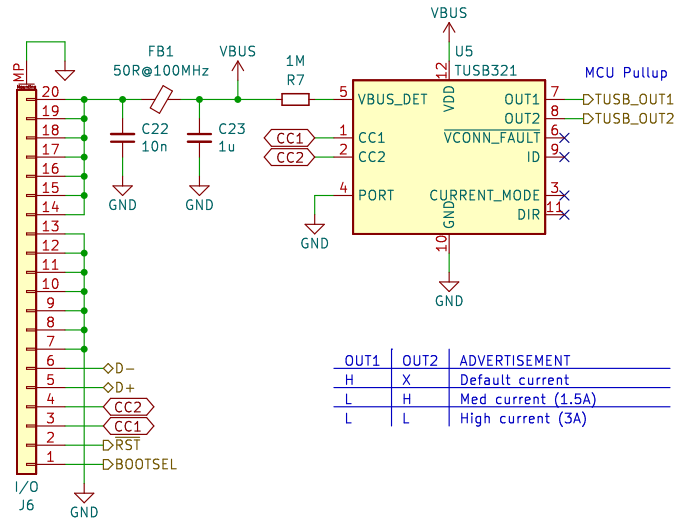 VBUS
FB1
50R@100MHz
VBUS
1M
R7
U5
TUSB321
MCU Pullup
MP
20
19
18
17
16
15
14
13
12
11
10
9
8
7
6
5
4
3
2
1
D-
D+
CC2
CC1
RST
BOOTSEL
I/O
J6
GND
C22
10n
GND
C23
1u
GND
CC1
CC2
GND
5
1
2
4
12
10
7
8
6
9
3
11
VBUS_DET
CC1
CC2
PORT
VDD
GND
OUT1
OUT2
VCONN_FAULT
ID
CURRENT_MODE
DIR
TUSB_OUT1
TUSB_OUT2
GND
OUT1 OUT2 ADVERTISEMENT
H X Default current
L H Med current (1.5A)
L L High current (3A)